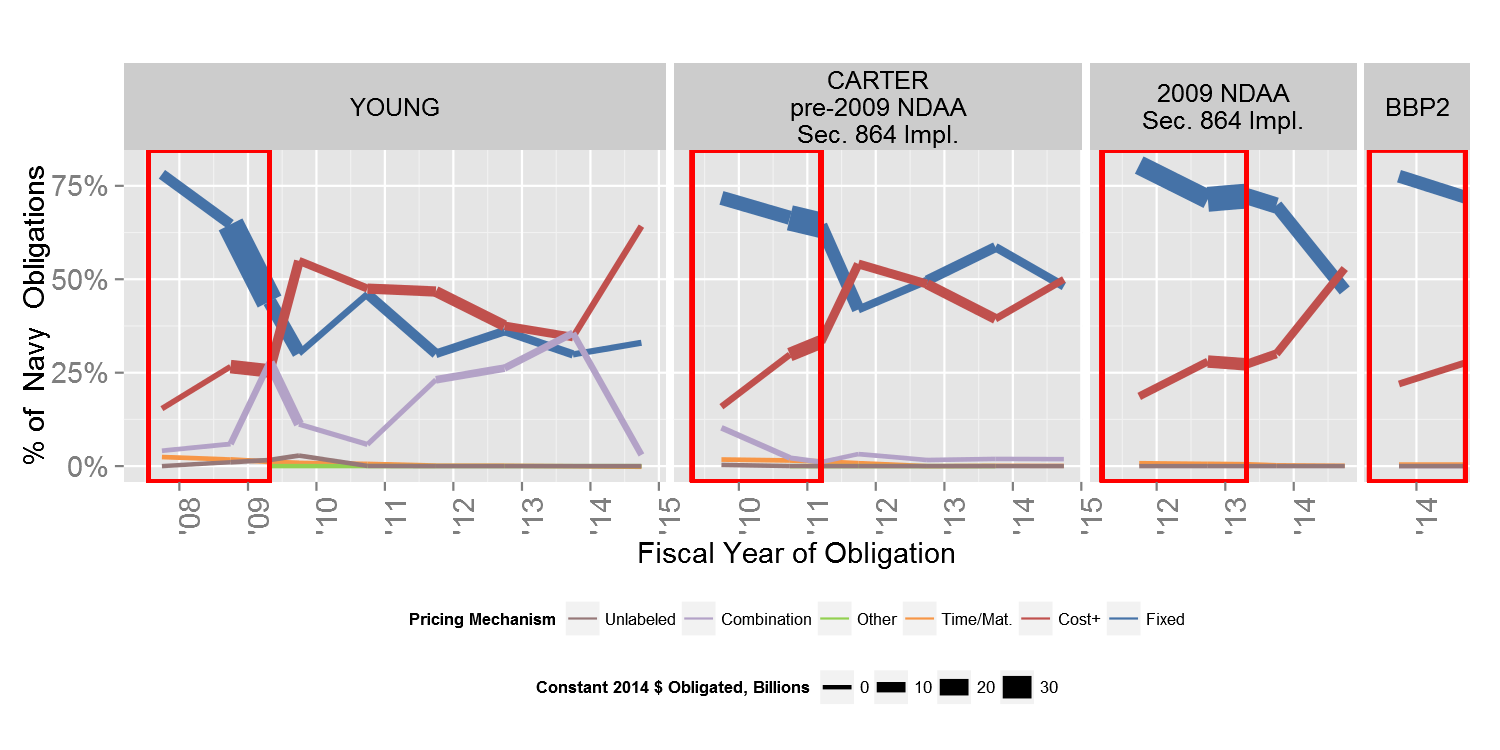 YOUNG
CARTER
pre-2009 NDAA
Sec. 864 Impl.
2009 NDAA
Sec. 864 Impl.
BBP2
% of  Navy  Obligations
75%
50%
25%
0%
'08
'09
'10
'11
'12
'13
'14
'15
'10
'11
'12
'13
'14
'15
'12
'13
'14
'14
Fiscal Year of Obligation
Pricing Mechanism Unlabeled Combination Other Time/Mat. Cost+ Fixed
Constant 2014 $ Obligated, Billions 0 10 20 30